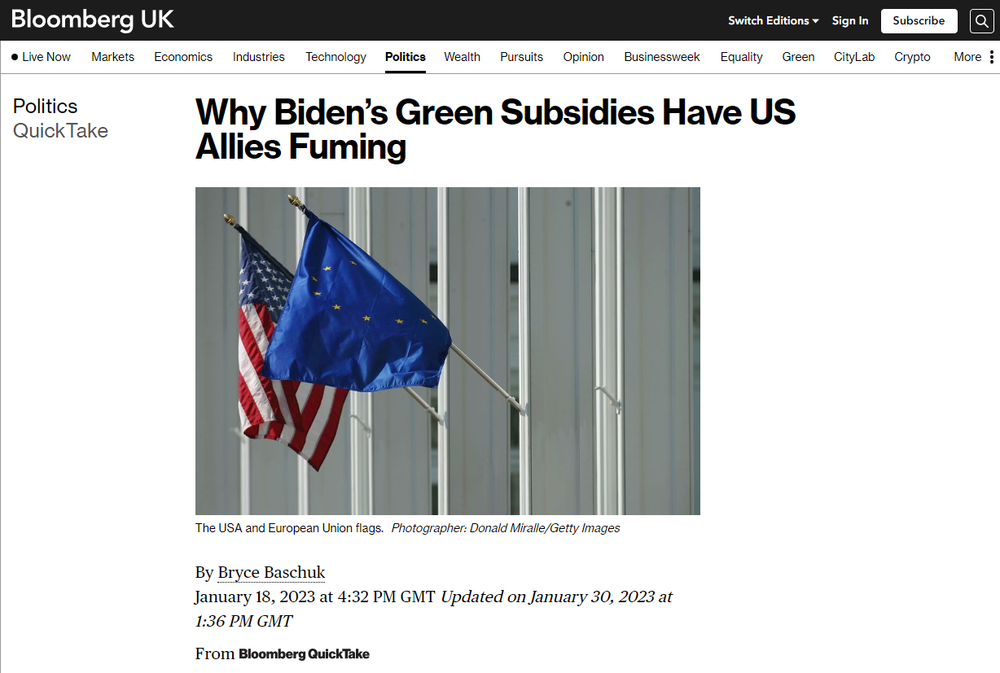 Bloomberg UK
Switch Editions
Sign In
Subscribe
Live Now
Markets
Economics
Industries
Technology
Politics
Wealth
Pursuits
Opinion
Businessweek
Equality
Green
CityLab
Crypto
More
Politics
QuickTake
Why Biden’s Green Subsidies Have US
Allies Fuming
The USA and European Union flags. Photographer: Donald Miralle/Getty Images
By Bryce Baschuk
January 18, 2023 at 4:32 PM GMT Updated on January 30, 2023 at
1:36 PM GMT
From Bloomberg QuickTake